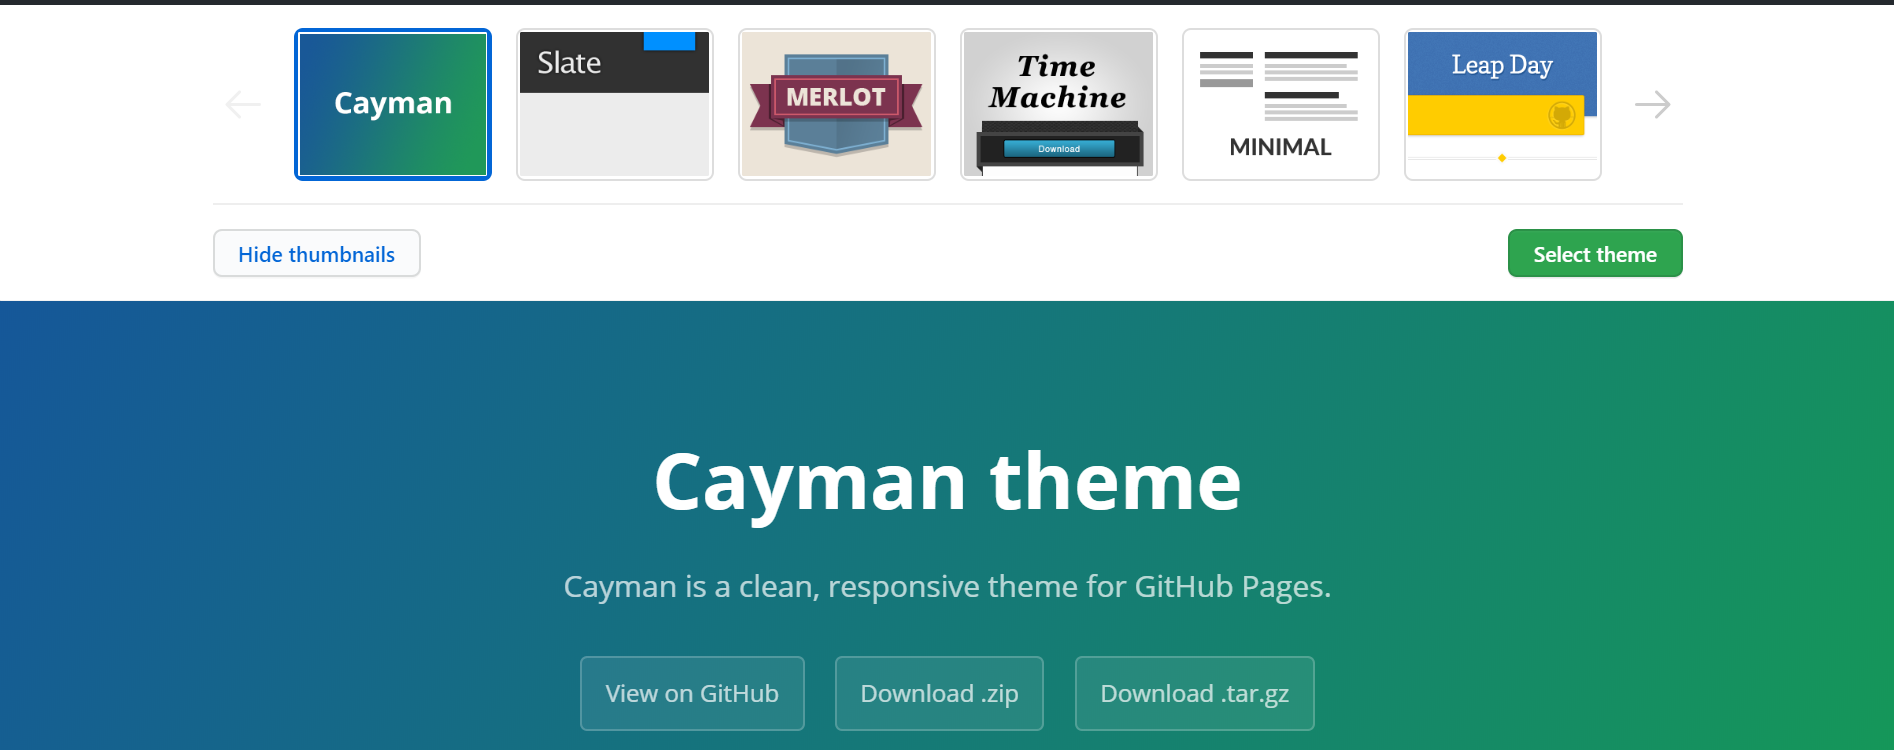 Cayman
Slate
MERLOT
Time
Machine
Download
MINIMAL
Leap Day
Hide thumbnails
Select theme
Cayman theme
Cayman is a clean, responsive theme for GitHub Pages.
View on GitHub
Download .zip
Download .tar.gz